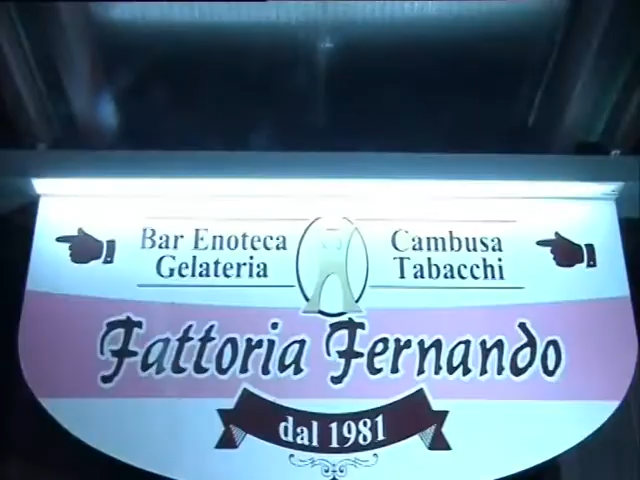 Bar Enoteca
Gelateria
Cambusa
Tabacchi
Fattoria Fernando
dal 1981